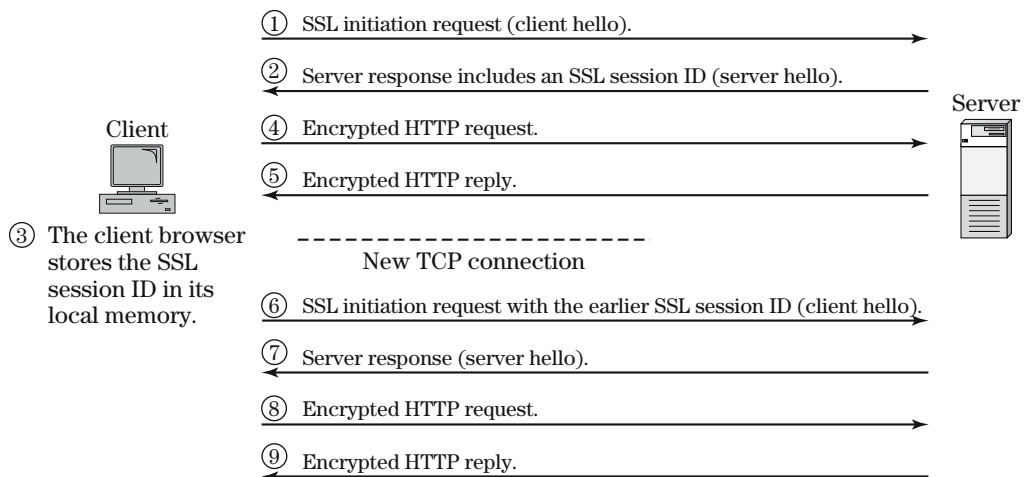 ① SSL initiation request (client hello).
② Server response includes an SSL session ID (server hello).
Server
Client
④ Encrypted HTTP request.
⑤ Encrypted HTTP reply.
③ The client browser
stores the SSL
session ID in its
local memory.
New TCP connection
⑥ SSL initiation request with the earlier SSL session ID (client hello).
⑦ Server response (server hello).
⑧ Encrypted HTTP request.
⑨ Encrypted HTTP reply.